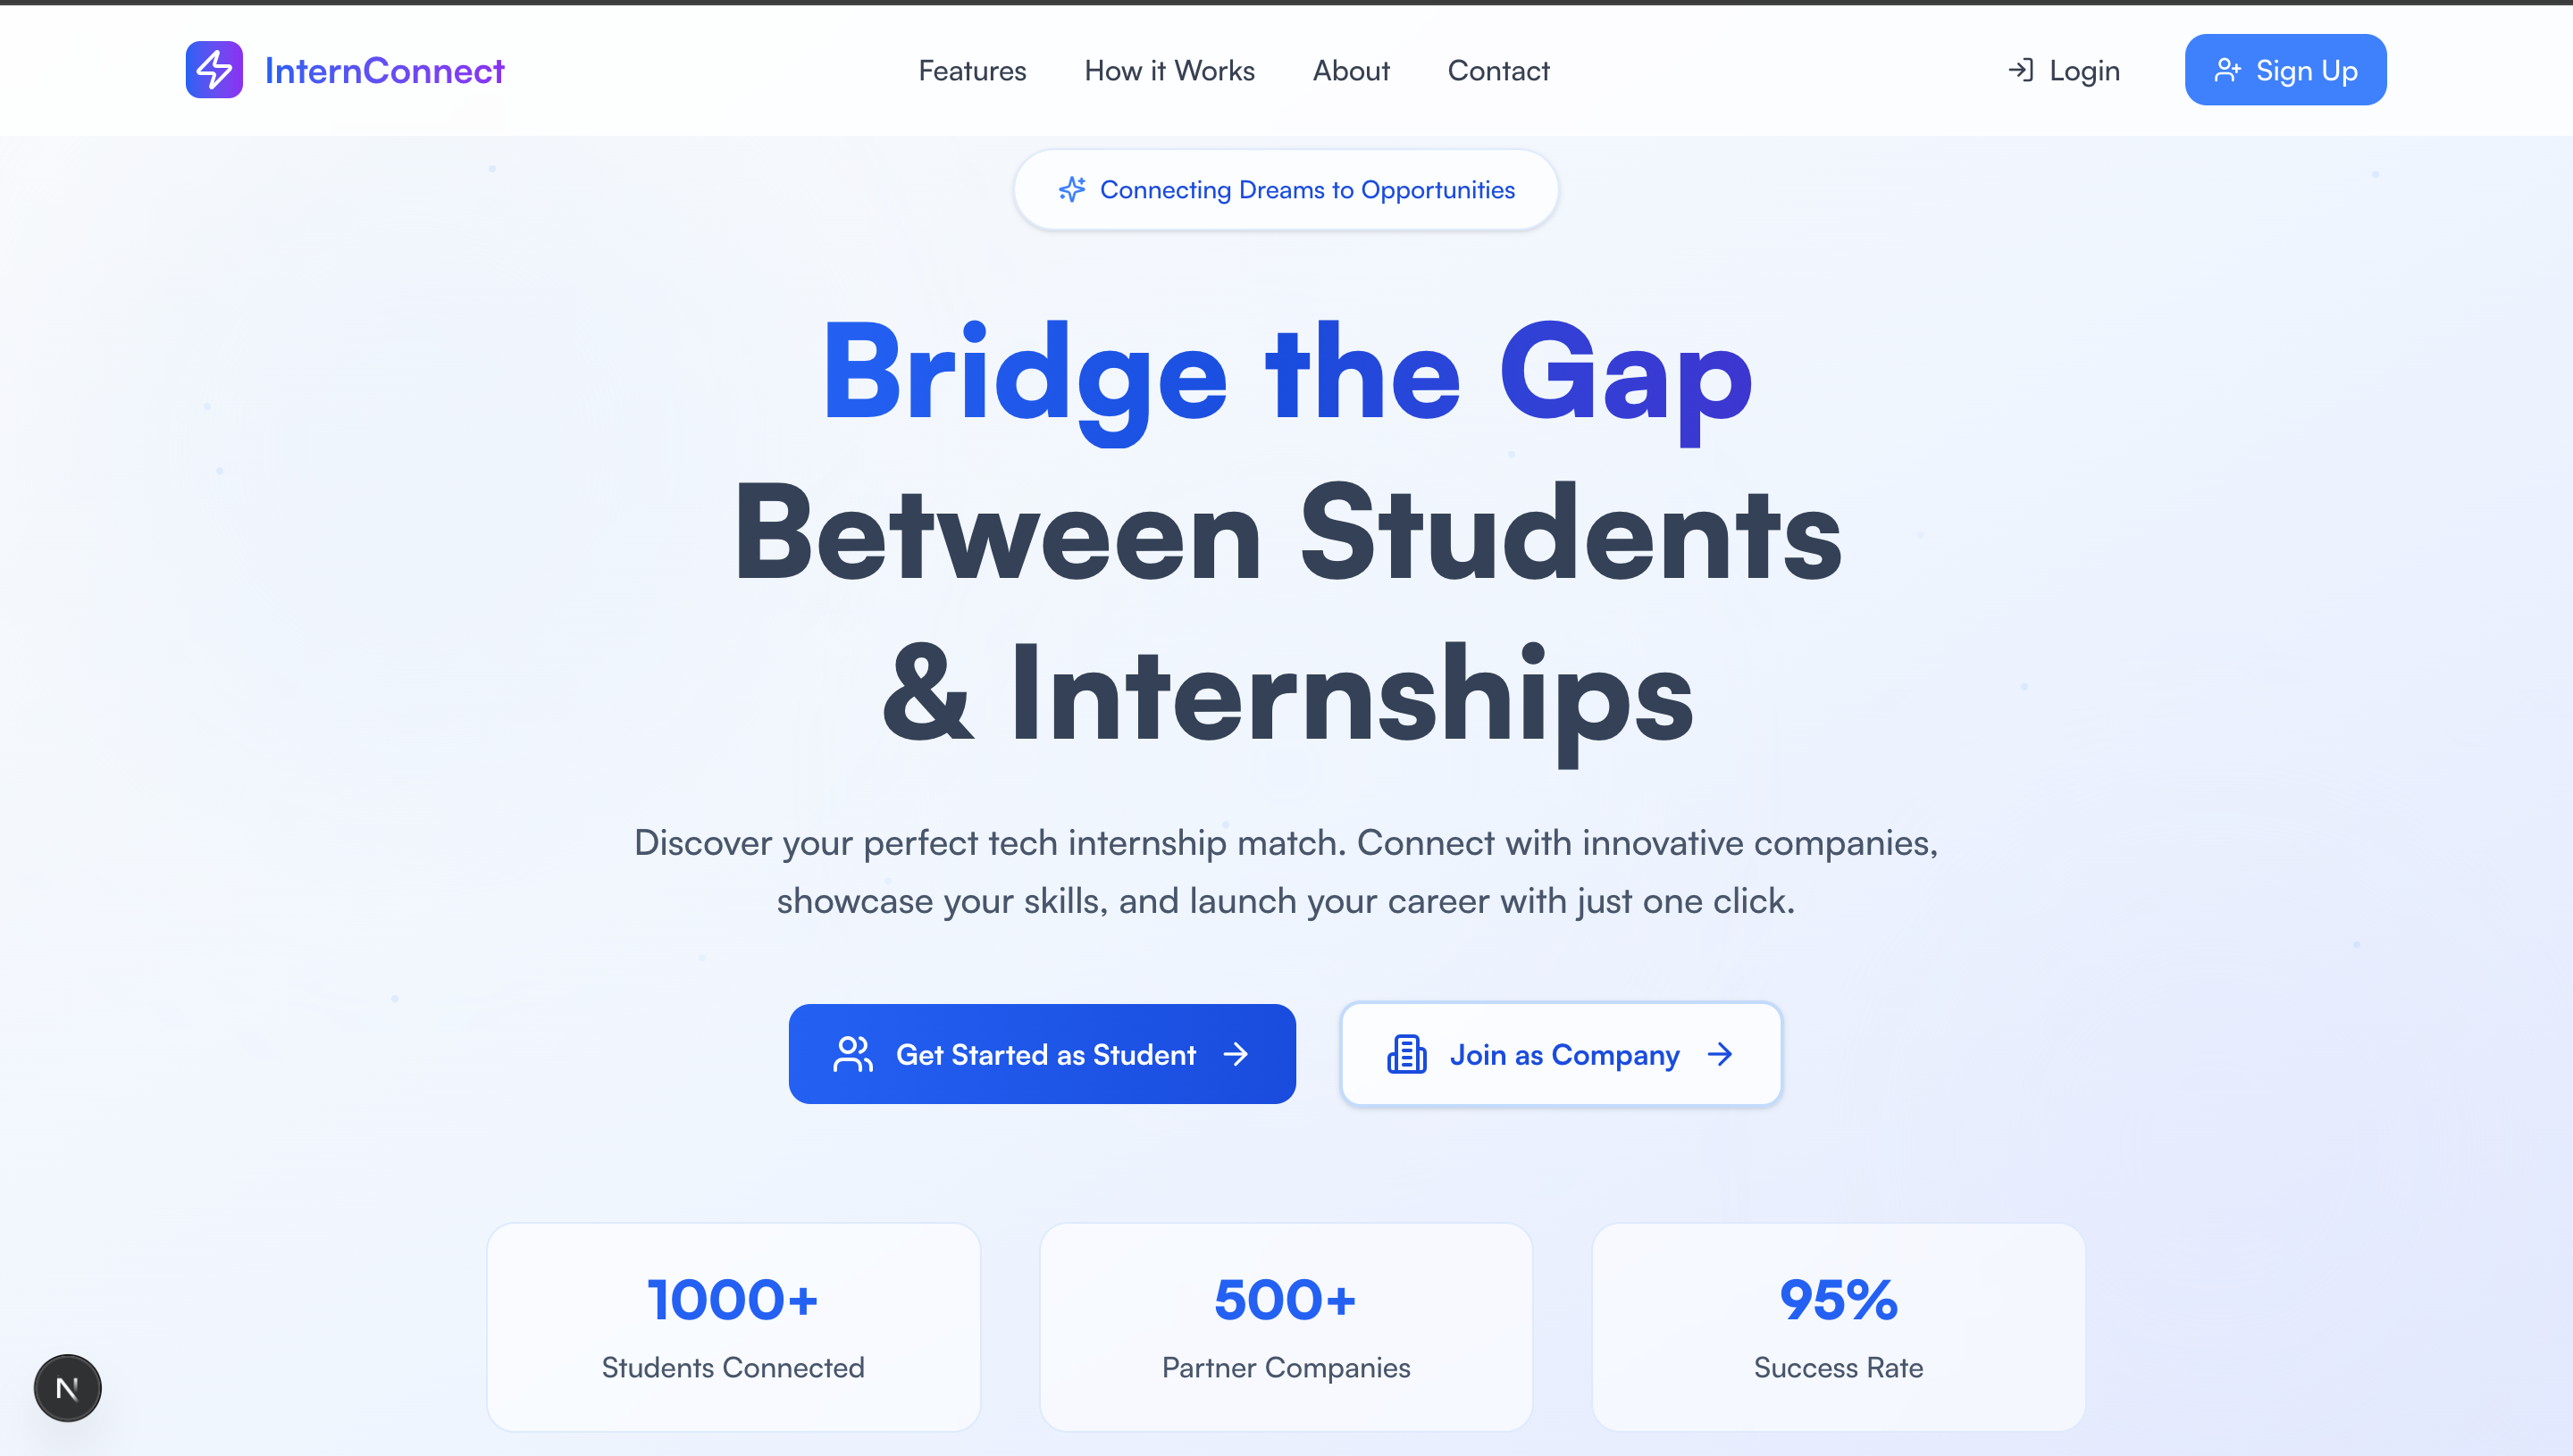 InternConnect
Features
How it Works
About
Contact
Login
Sign Up
Connecting Dreams to Opportunities
Bridge the Gap
Between Students
& Internships
Discover your perfect tech internship match. Connect with innovative companies,
showcase your skills, and launch your career with just one click.
Get Started as Student
Join as Company
1000+
Students Connected
500+
Partner Companies
95%
Success Rate
N